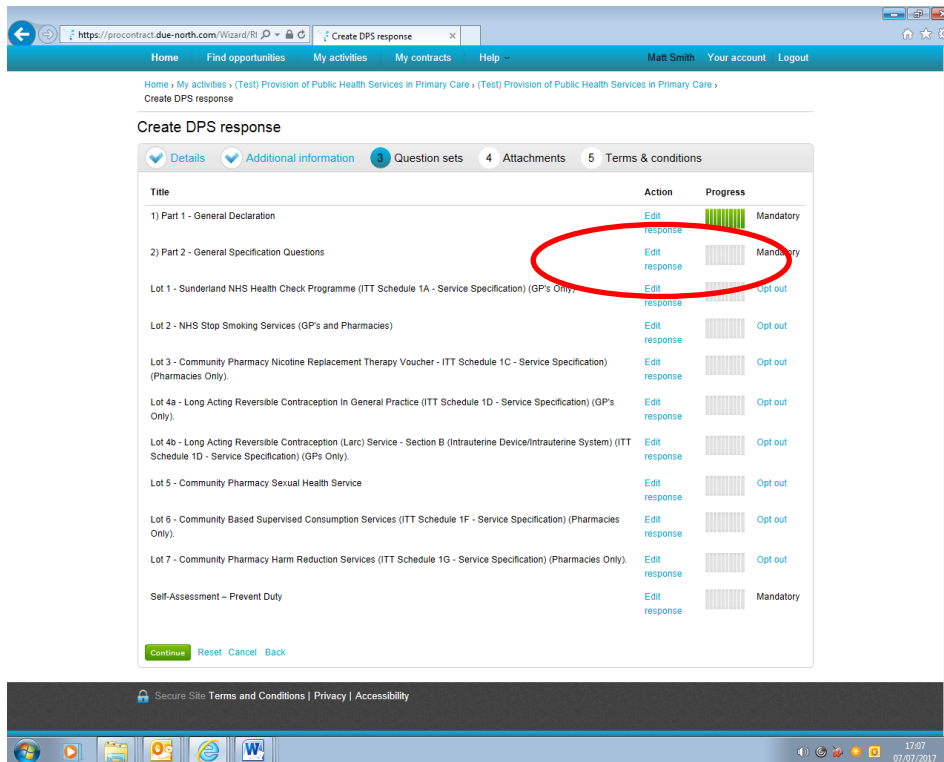 https://procontract.due-north.com/Wizard/RI
Create DPS response
Home Find opportunities My activities My contracts Help Matt Smith Your account Logout
Home › My activities › (Test) Provision of Public Health Services in Primary Care › (Test) Provision of Public Health Services in Primary Care ›
Create DPS response
Create DPS response
Details Additional information 3 Question sets 4 Attachments 5 Terms & conditions
Title Action Progress
1) Part 1 - General Declaration Edit response Mandatory
2) Part 2 - General Specification Questions Edit response Mandatory
Lot 1 - Sunderland NHS Health Check Programme (ITT Schedule 1A - Service Specification) (GP's Only) Edit response Opt out
Lot 2 - NHS Stop Smoking Services (GP's and Pharmacies) Edit response Opt out
Lot 3 - Community Pharmacy Nicotine Replacement Therapy Voucher - ITT Schedule 1C - Service Specification) Edit response Opt out
(Pharmacies Only).
Lot 4a - Long Acting Reversible Contraception In General Practice (ITT Schedule 1D - Service Specification) (GP's Edit response Opt out
Only).
Lot 4b - Long Acting Reversible Contraception (Larc) Service - Section B (Intrauterine Device/Intrauterine System) (ITT Edit response Opt out
Schedule 1D - Service Specification) (GPs Only).
Lot 5 - Community Pharmacy Sexual Health Service Edit response Opt out
Lot 6 - Community Based Supervised Consumption Services (ITT Schedule 1F - Service Specification) (Pharmacies Edit response Opt out
Only).
Lot 7 - Community Pharmacy Harm Reduction Services (ITT Schedule 1G - Service Specification) (Pharmacies Only). Edit response Opt out
Self-Assessment – Prevent Duty Edit response Mandatory
Continue Reset Cancel Back
Secure Site Terms and Conditions | Privacy | Accessibility
17:07
07/07/2017